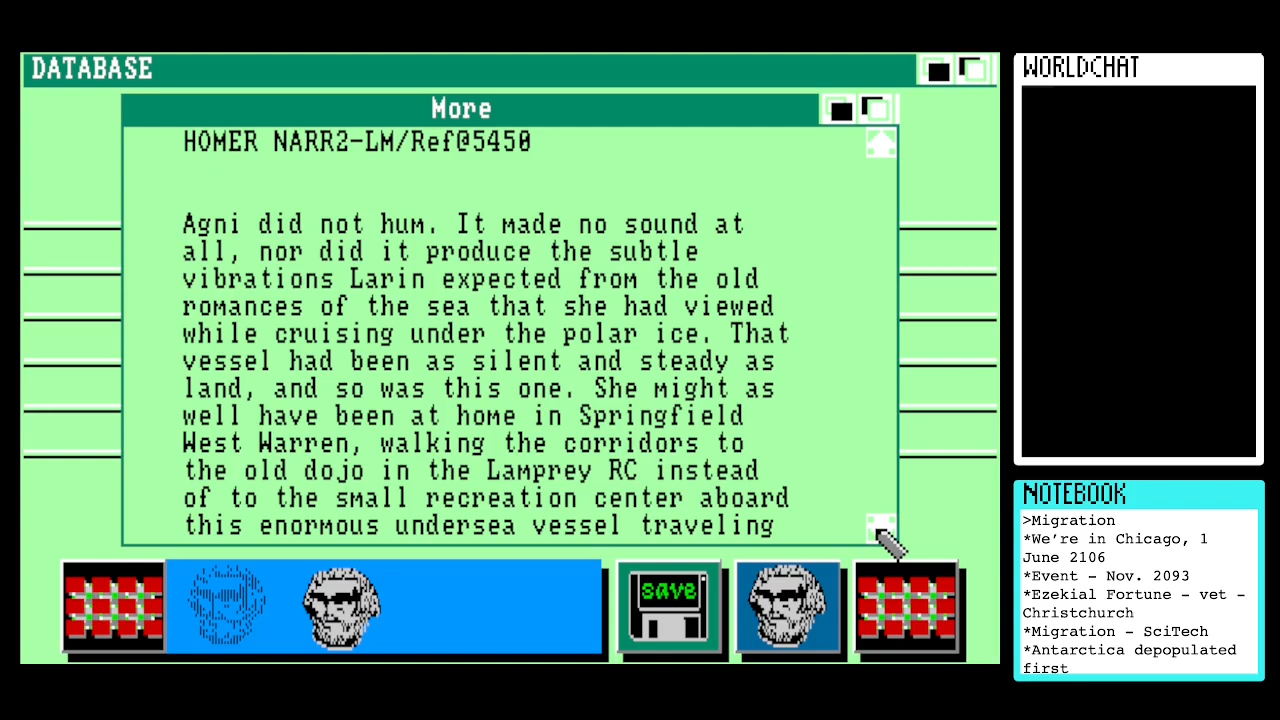 DATABASE
More
HOMER NARR2-LM/Ref@5450
Agni did not hum. It made no sound at
all, nor did it produce the subtle
vibrations Larin expected from the old
romances of the sea that she had viewed
while cruising under the polar ice. That
vessel had been as silent and steady as
land, and so was this one. She might as
well have been at home in Springfield
West Warren, walking the corridors to
the old dojo in the Lamprey RC instead
of to the small recreation center aboard
this enormous undersea vessel traveling
save
WORLDCHAT
NOTEBOOK
>Migration
*We're in Chicago, 1
June 2106
*Event - Nov. 2093
*Ezekial Fortune - vet -
Christchurch
*Migration - SciTech
*Antarctica depopulated
first